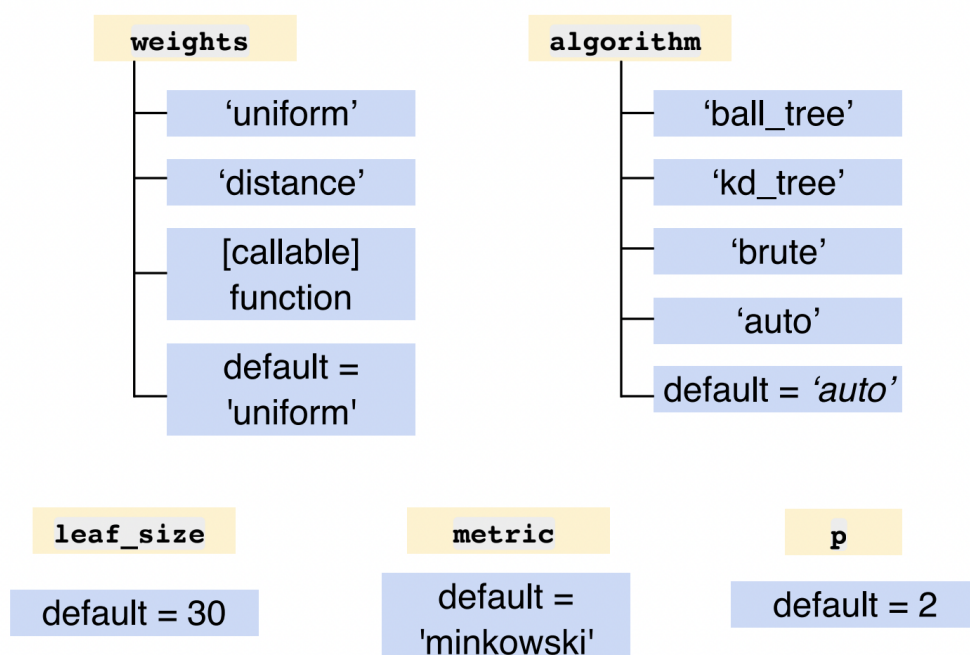 weights
‘uniform’
‘distance’
[callable]
function
default =
'uniform'
algorithm
‘ball_tree’
‘kd_tree’
‘brute’
‘auto’
default = ‘auto’
leaf_size
default = 30
metric
default =
'minkowski'
p
default = 2